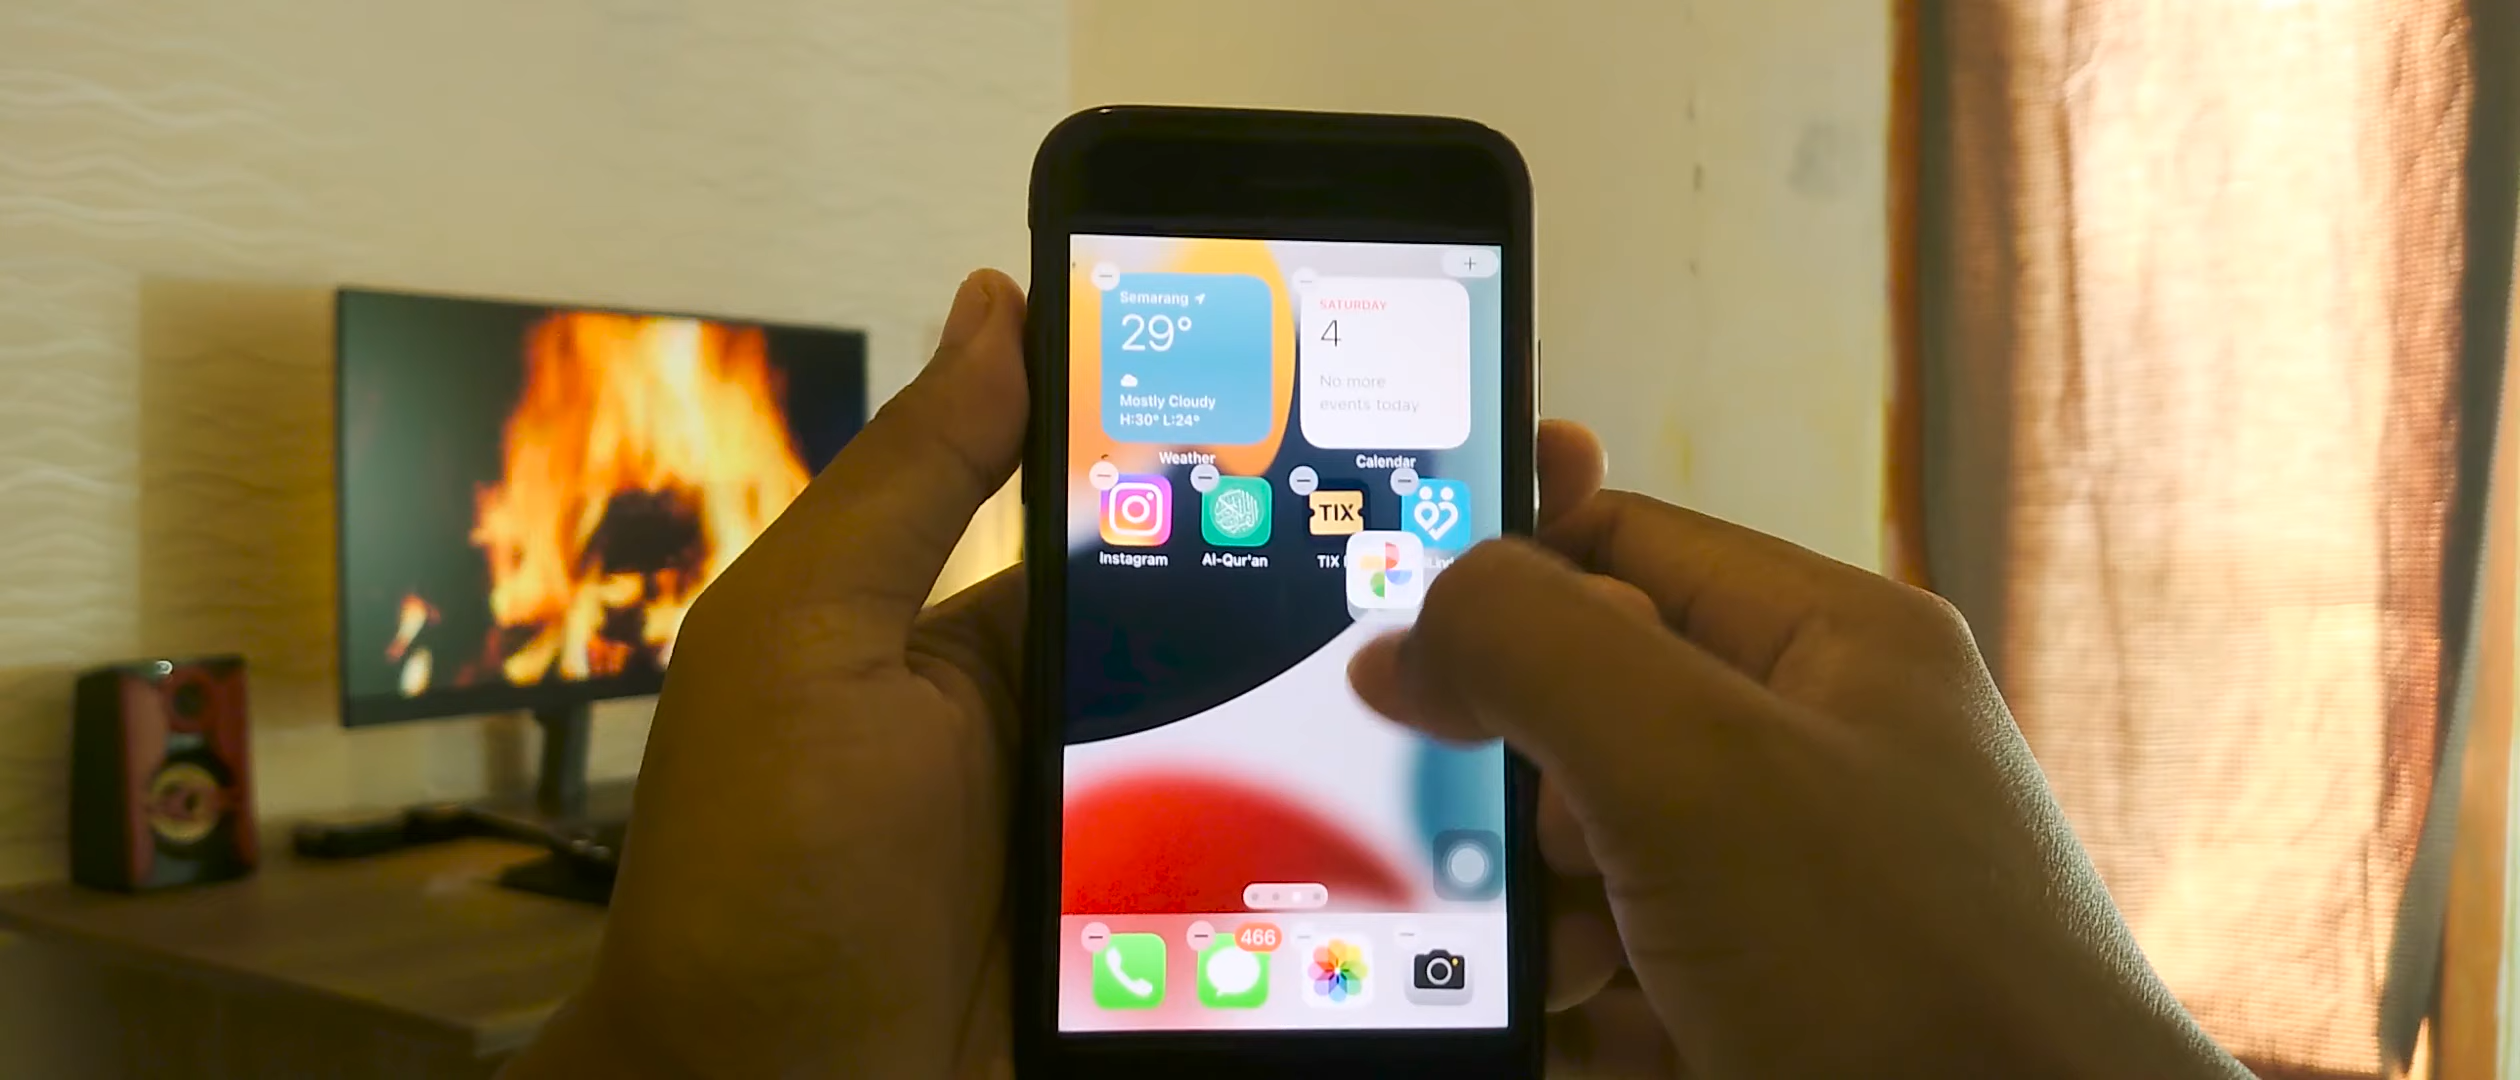 Semarang
29°
Mostly Cloudy
H:30° L:24°
Weather
SATURDAY
4
No more
events today
Calendar
TIX
Instagram
Al-Qur'an
TIX
466